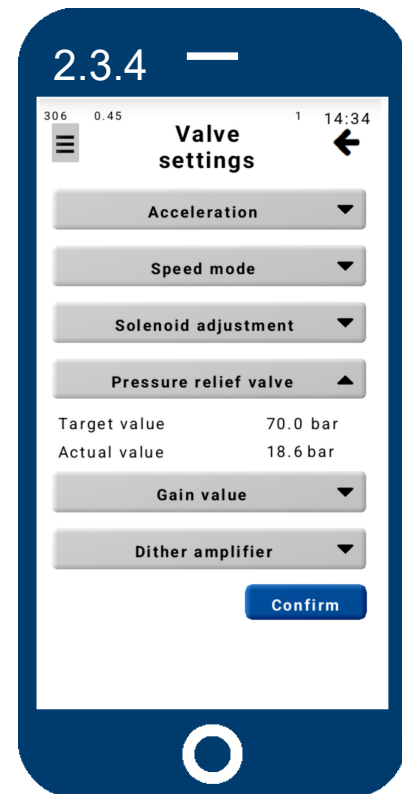 2.3.4
306 0.45 1 14:34
Valve
settings
Acceleration
Speed mode
Solenoid adjustment
Pressure relief valve
Target value 70.0 bar
Actual value 18.6 bar
Gain value
Dither amplifier
Confirm